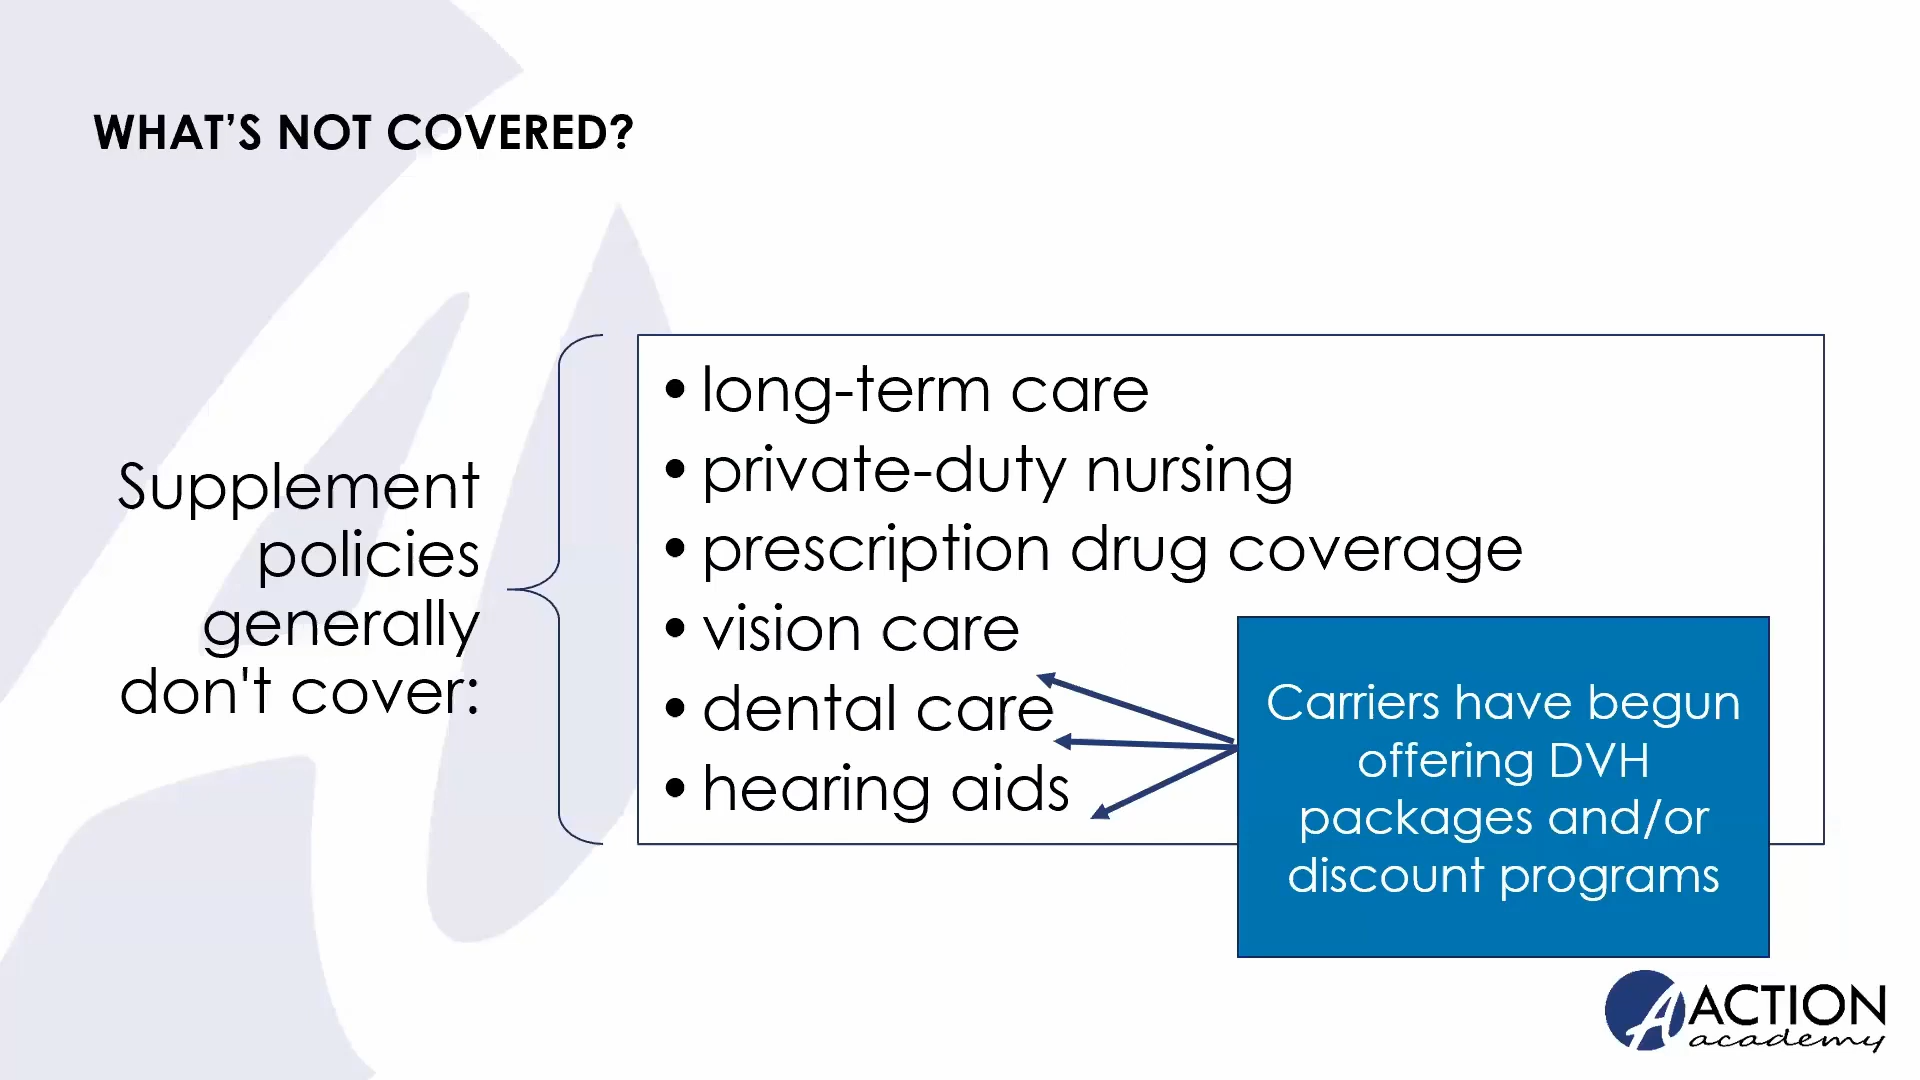 WHAT’S NOT COVERED?
Supplement
policies
generally
don't cover:
• long-term care
• private-duty nursing
• prescription drug coverage
• vision care
• dental care
• hearing aids
Carriers have begun
offering DVH
packages and/or
discount programs
A ACTION
academy